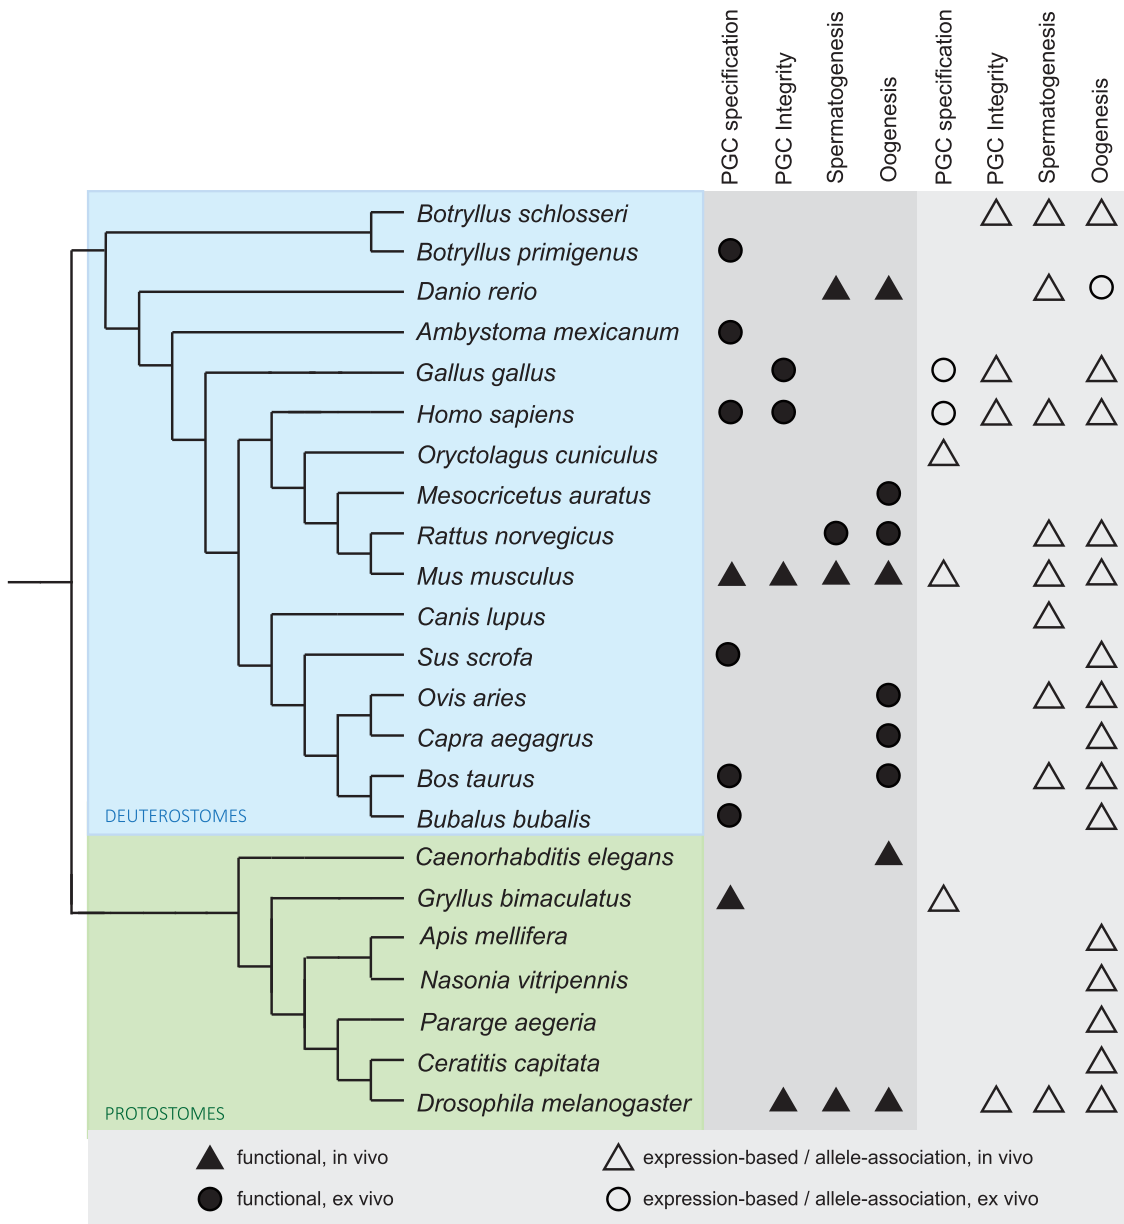 PGC specification
PGC Integrity
Spermatogenesis
Oogenesis
PGC specification
PGC Integrity
Spermatogenesis
Oogenesis
Botryllus schlosseri
Botryllus primigenus
Danio rerio
Ambystoma mexicanum
Gallus gallus
Homo sapiens
Oryctolagus cuniculus
Mesocricetus auratus
Rattus norvegicus
Mus musculus
Canis lupus
Sus scrofa
Ovis aries
Capra aegagrus
Bos taurus
Bubalus bubalis
DEUTEROSTOMES
Caenorhabditis elegans
Gryllus bimaculatus
Apis mellifera
Nasonia vitripennis
Pararge aegeria
Ceratitis capitata
Drosophila melanogaster
PROTOSTOMES
functional, in vivo
expression-based / allele-association, in vivo
functional, ex vivo
expression-based / allele-association, ex vivo